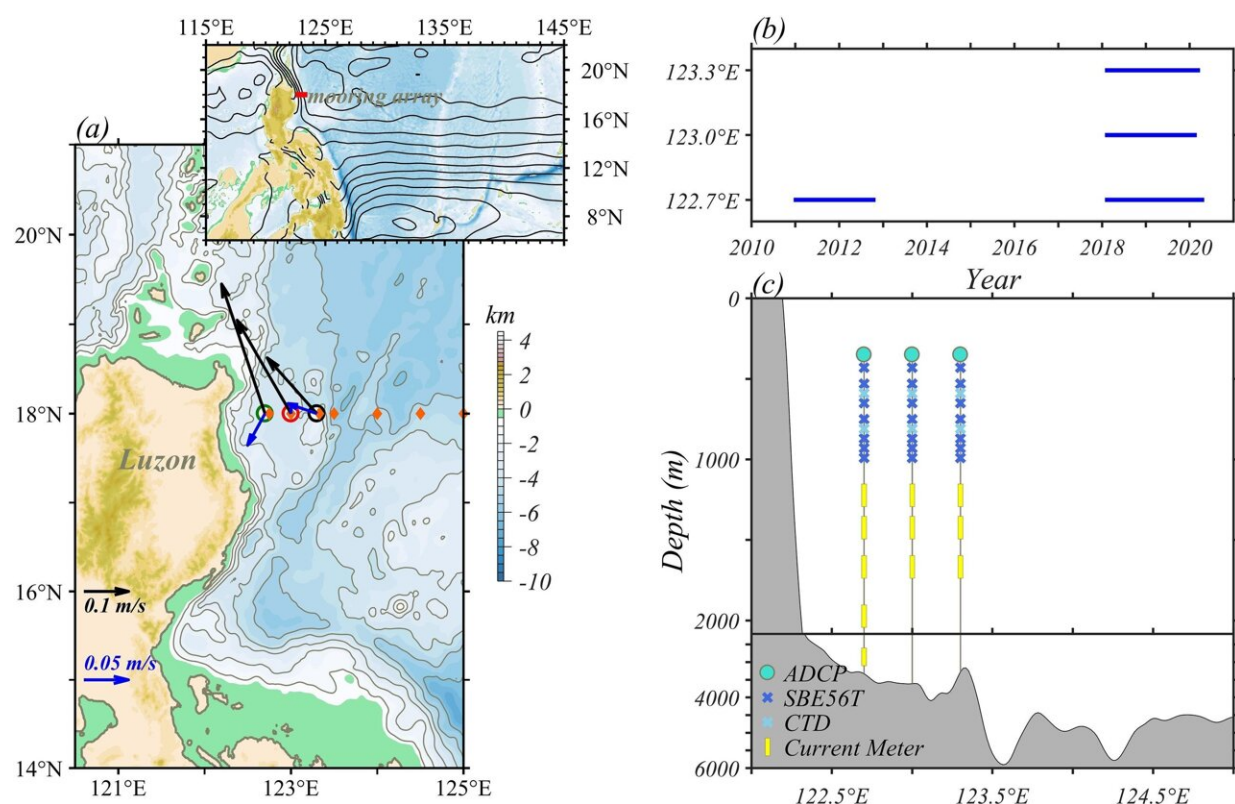 115°E 125°E 135°E 145°E
20°N
16°N
12°N
8°N
mooring array
(a)
20°N
18°N
16°N
14°N
121°E 123°E 125°E
Luzon
0.1 m/s
0.05 m/s
km
4
2
0
-2
-4
-6
-8
-10
(b)
123.3°E
123.0°E
122.7°E
2010 2012 2014 2016 2018 2020
Year
(c)
0
1000
2000
4000
6000
Depth (m)
ADCP
SBE56T
CTD
Current Meter
122.5°E 123.5°E 124.5°E